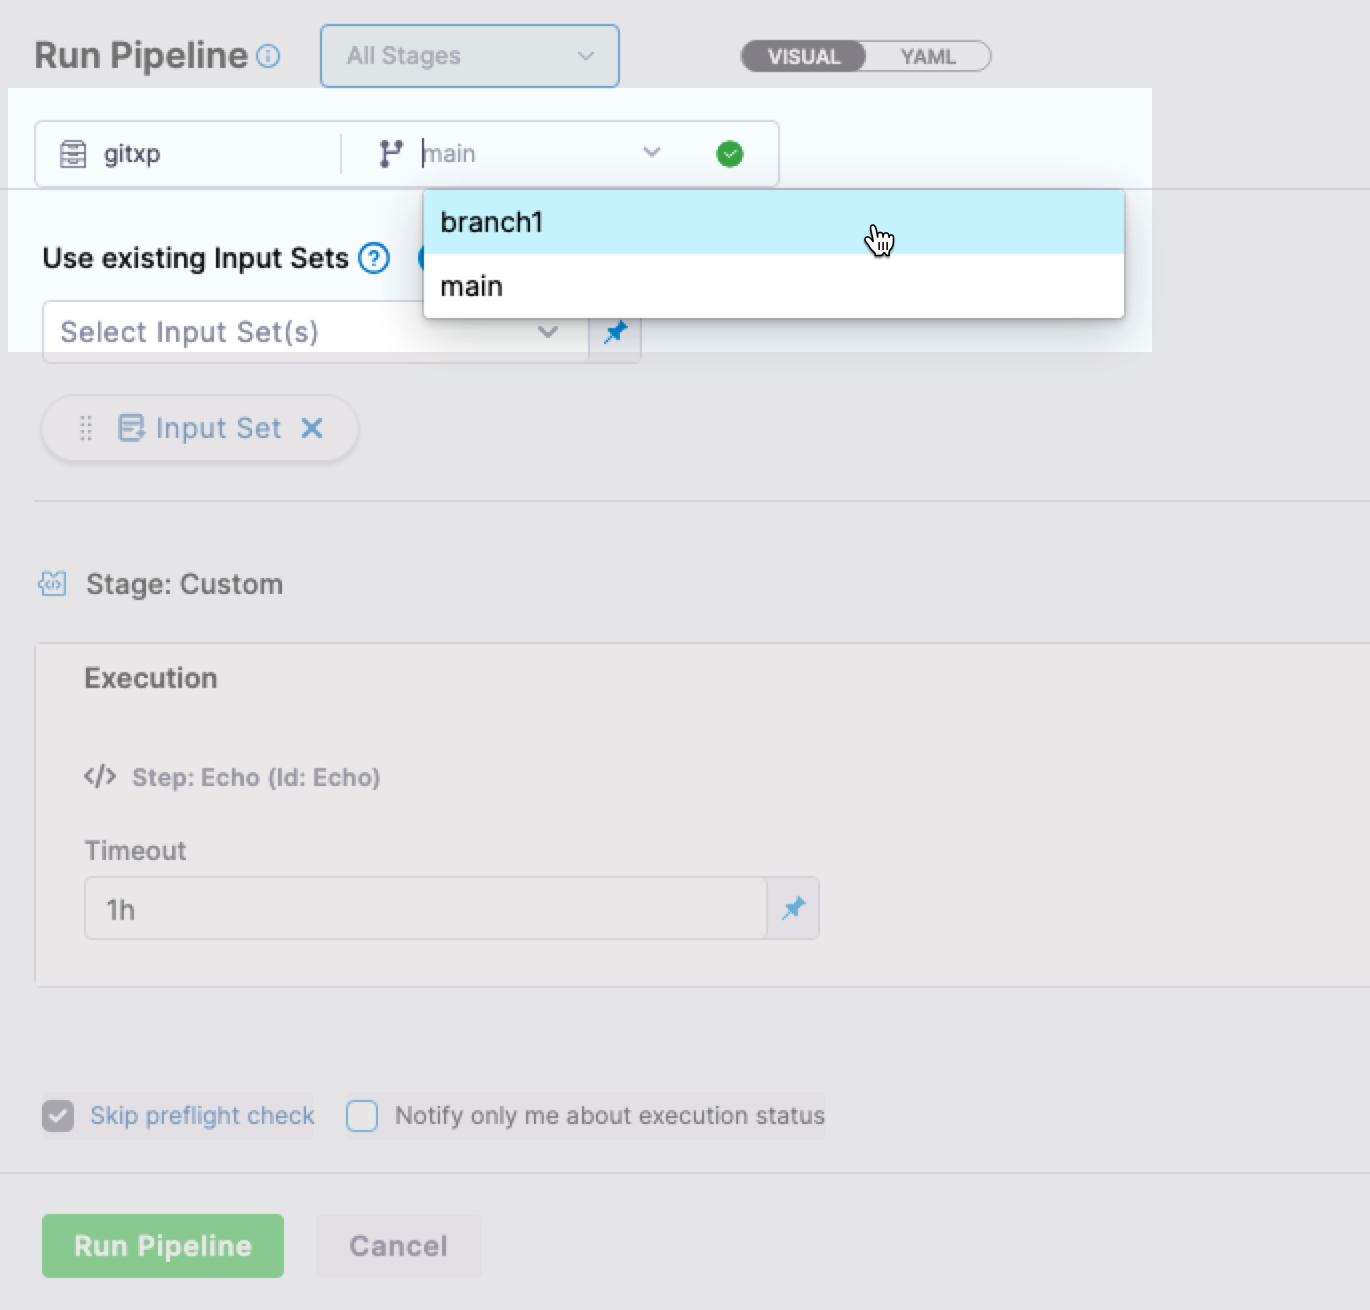 Run Pipeline
All Stages
VISUAL
YAML
gitxp
main
branch1
main
Use existing Input Sets
Select Input Set(s)
Input Set
Stage: Custom
Execution
</> Step: Echo (Id: Echo)
Timeout
1h
Skip preflight check
Notify only me about execution status
Run Pipeline
Cancel